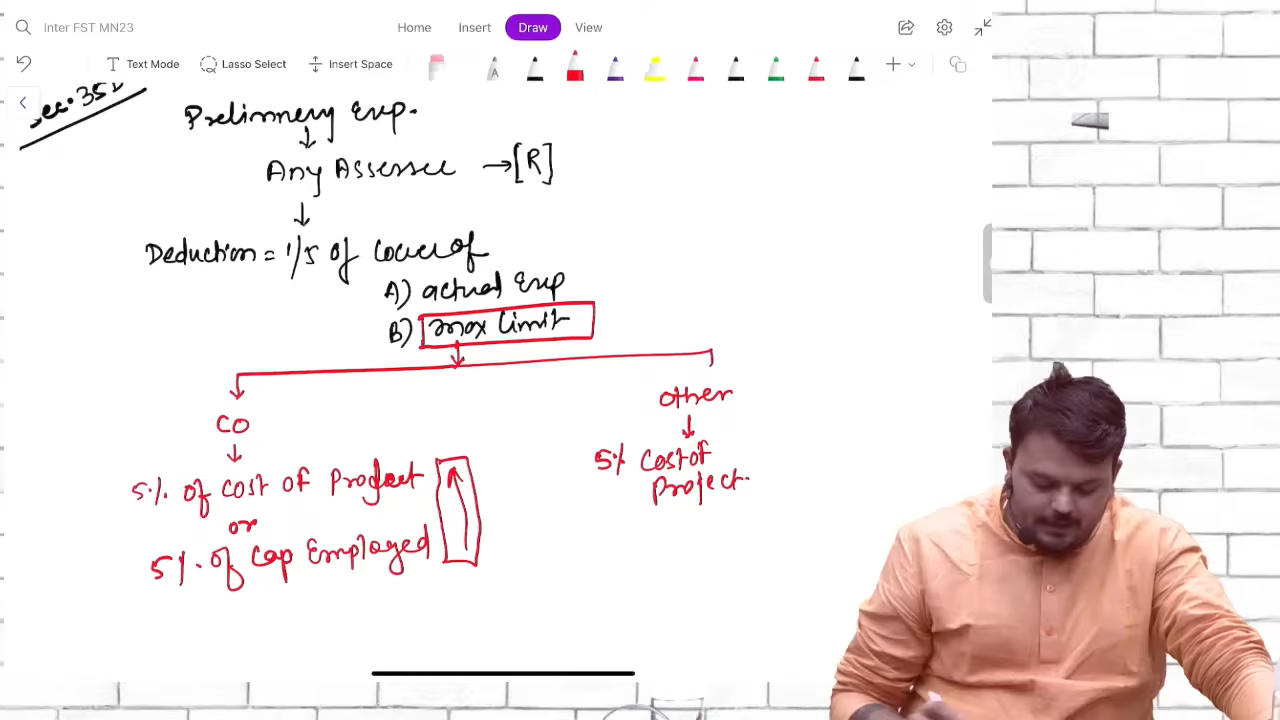 Inter FST MN23
Home
Insert
Draw
View
Text Mode
Lasso Select
Insert Space
Sec. 35
Prelimnery Exp.
Any Assessee → [R]
Deduction = 1/5 of lower of
A) actual Exp
B) max limit
CO
Other
5% of Cost of Project
or
5% of Cap Employed
5% Cost of
Project.